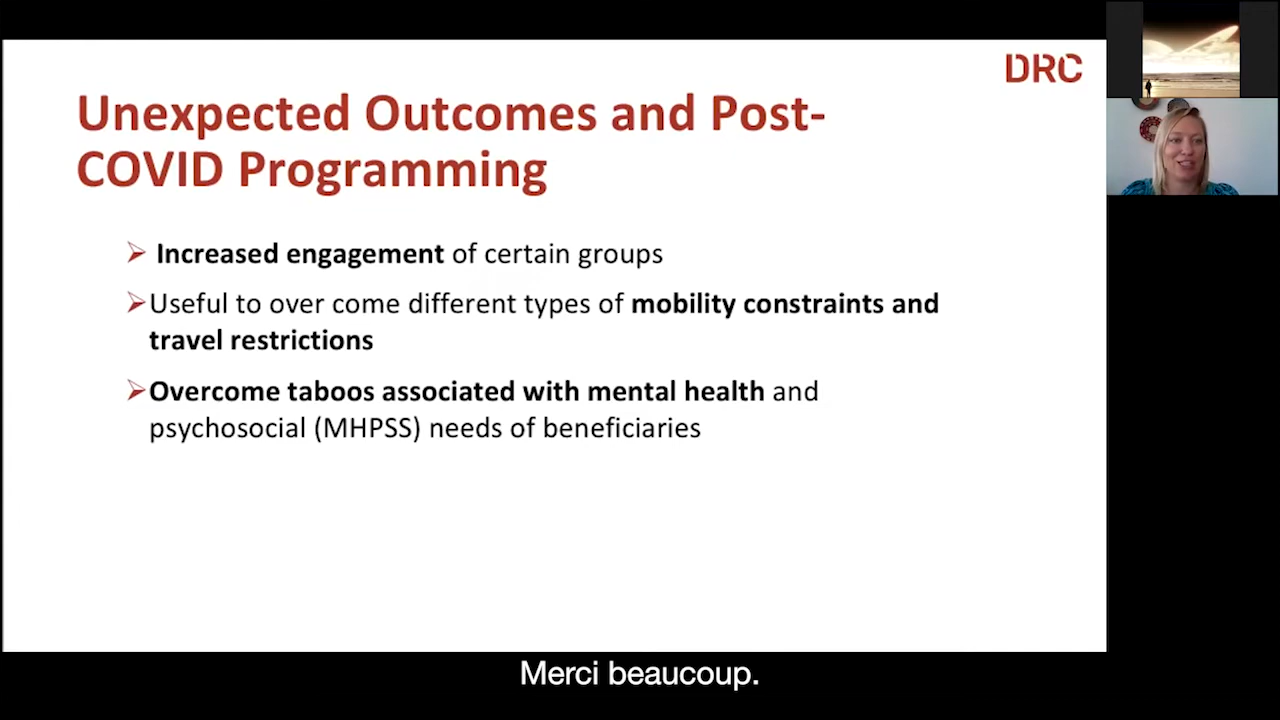 DRC
Unexpected Outcomes and Post-
COVID Programming
➢ Increased engagement of certain groups
➢Useful to over come different types of mobility constraints and
travel restrictions
➢Overcome taboos associated with mental health and
psychosocial (MHPSS) needs of beneficiaries
Merci beaucoup.